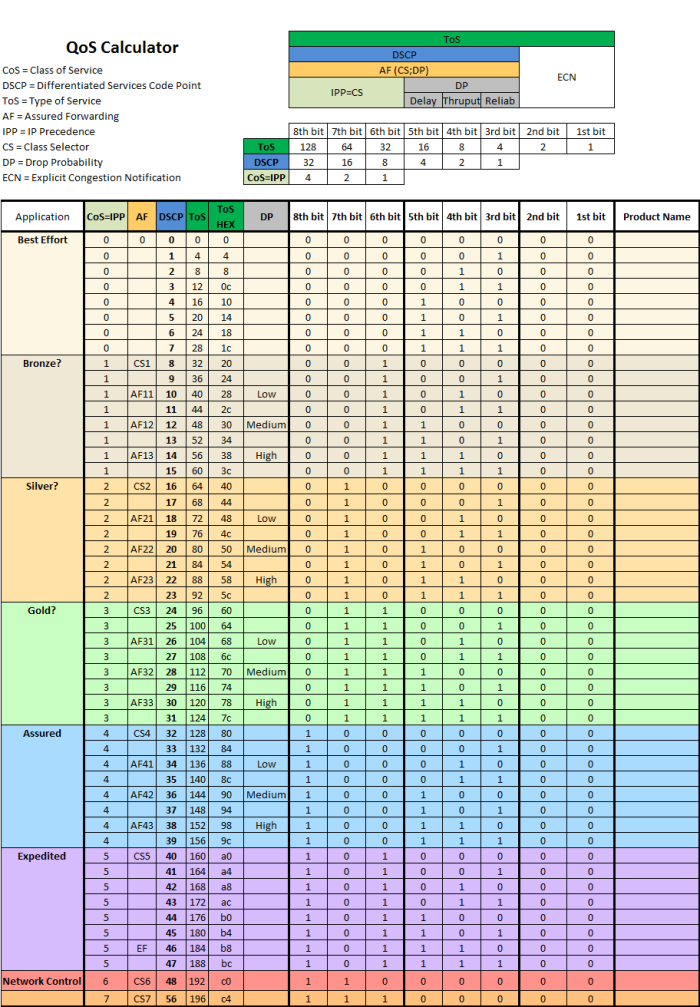 ToS
QoS Calculator
DSCP
CoS = Class of Service
AF (CS;DP)
ECN
DSCP = Differentiated Services Code Point
IPP=CS
DP
ToS = Type of Service
Delay Thruput Reliab
AF = Assured Forwarding
IPP = IP Precedence
8th bit 7th bit 6th bit 5th bit 4th bit 3rd bit 2nd bit 1st bit
CS = Class Selector
ToS 128 64 32 16 8 4 2 1
DP = Drop Probability
DSCP 32 16 8 4 2 1
ECN = Explicit Congestion Notification
CoS=IPP 4 2 1
Application CoS=IPP AF DSCP ToS ToS HEX DP 8th bit 7th bit 6th bit 5th bit 4th bit 3rd bit 2nd bit 1st bit Product Name
Best Effort 0 0 0 0 0 0 0 0 0 0 0 0 0
0 1 4 4 0 0 0 0 0 1 0 0
0 2 8 8 0 0 0 0 1 0 0 0
0 3 12 0c 0 0 0 0 1 1 0 0
0 4 16 10 0 0 0 1 0 0 0 0
0 5 20 14 0 0 0 1 0 1 0 0
0 6 24 18 0 0 0 1 1 0 0 0
0 7 28 1c 0 0 0 1 1 1 0 0
Bronze? 1 CS1 8 32 20 0 0 1 0 0 0 0 0
1 9 36 24 0 0 1 0 0 1 0 0
1 AF11 10 40 28 Low 0 0 1 0 1 0 0 0
1 11 44 2c 0 0 1 0 1 1 0 0
1 AF12 12 48 30 Medium 0 0 1 1 0 0 0 0
1 13 52 34 0 0 1 1 0 1 0 0
1 AF13 14 56 38 High 0 0 1 1 1 0 0 0
1 15 60 3c 0 0 1 1 1 1 0 0
Silver? 2 CS2 16 64 40 0 1 0 0 0 0 0 0
2 17 68 44 0 1 0 0 0 1 0 0
2 AF21 18 72 48 Low 0 1 0 0 1 0 0 0
2 19 76 4c 0 1 0 0 1 1 0 0
2 AF22 20 80 50 Medium 0 1 0 1 0 0 0 0
2 21 84 54 0 1 0 1 0 1 0 0
2 AF23 22 88 58 High 0 1 0 1 1 0 0 0
2 23 92 5c 0 1 0 1 1 1 0 0
Gold? 3 CS3 24 96 60 0 1 1 0 0 0 0 0
3 25 100 64 0 1 1 0 0 1 0 0
3 AF31 26 104 68 Low 0 1 1 0 1 0 0 0
3 27 108 6c 0 1 1 0 1 1 0 0
3 AF32 28 112 70 Medium 0 1 1 1 0 0 0 0
3 29 116 74 0 1 1 1 0 1 0 0
3 AF33 30 120 78 High 0 1 1 1 1 0 0 0
3 31 124 7c 0 1 1 1 1 1 0 0
Assured 4 CS4 32 128 80 1 0 0 0 0 0 0 0
4 33 132 84 1 0 0 0 0 1 0 0
4 AF41 34 136 88 Low 1 0 0 0 1 0 0 0
4 35 140 8c 1 0 0 0 1 1 0 0
4 AF42 36 144 90 Medium 1 0 0 1 0 0 0 0
4 37 148 94 1 0 0 1 0 1 0 0
4 AF43 38 152 98 High 1 0 0 1 1 0 0 0
4 39 156 9c 1 0 0 1 1 1 0 0
Expedited 5 CS5 40 160 a0 1 0 1 0 0 0 0 0
5 41 164 a4 1 0 1 0 0 1 0 0
5 42 168 a8 1 0 1 0 1 0 0 0
5 43 172 ac 1 0 1 0 1 1 0 0
5 44 176 b0 1 0 1 1 0 0 0 0
5 45 180 b4 1 0 1 1 0 1 0 0
5 EF 46 184 b8 1 0 1 1 1 0 0 0
5 47 188 bc 1 0 1 1 1 1 0 0
Network Control 6 CS6 48 192 c0 1 1 0 0 0 0 0 0
7 CS7 56 196 c4 1 1 1 0 0 0 0 0